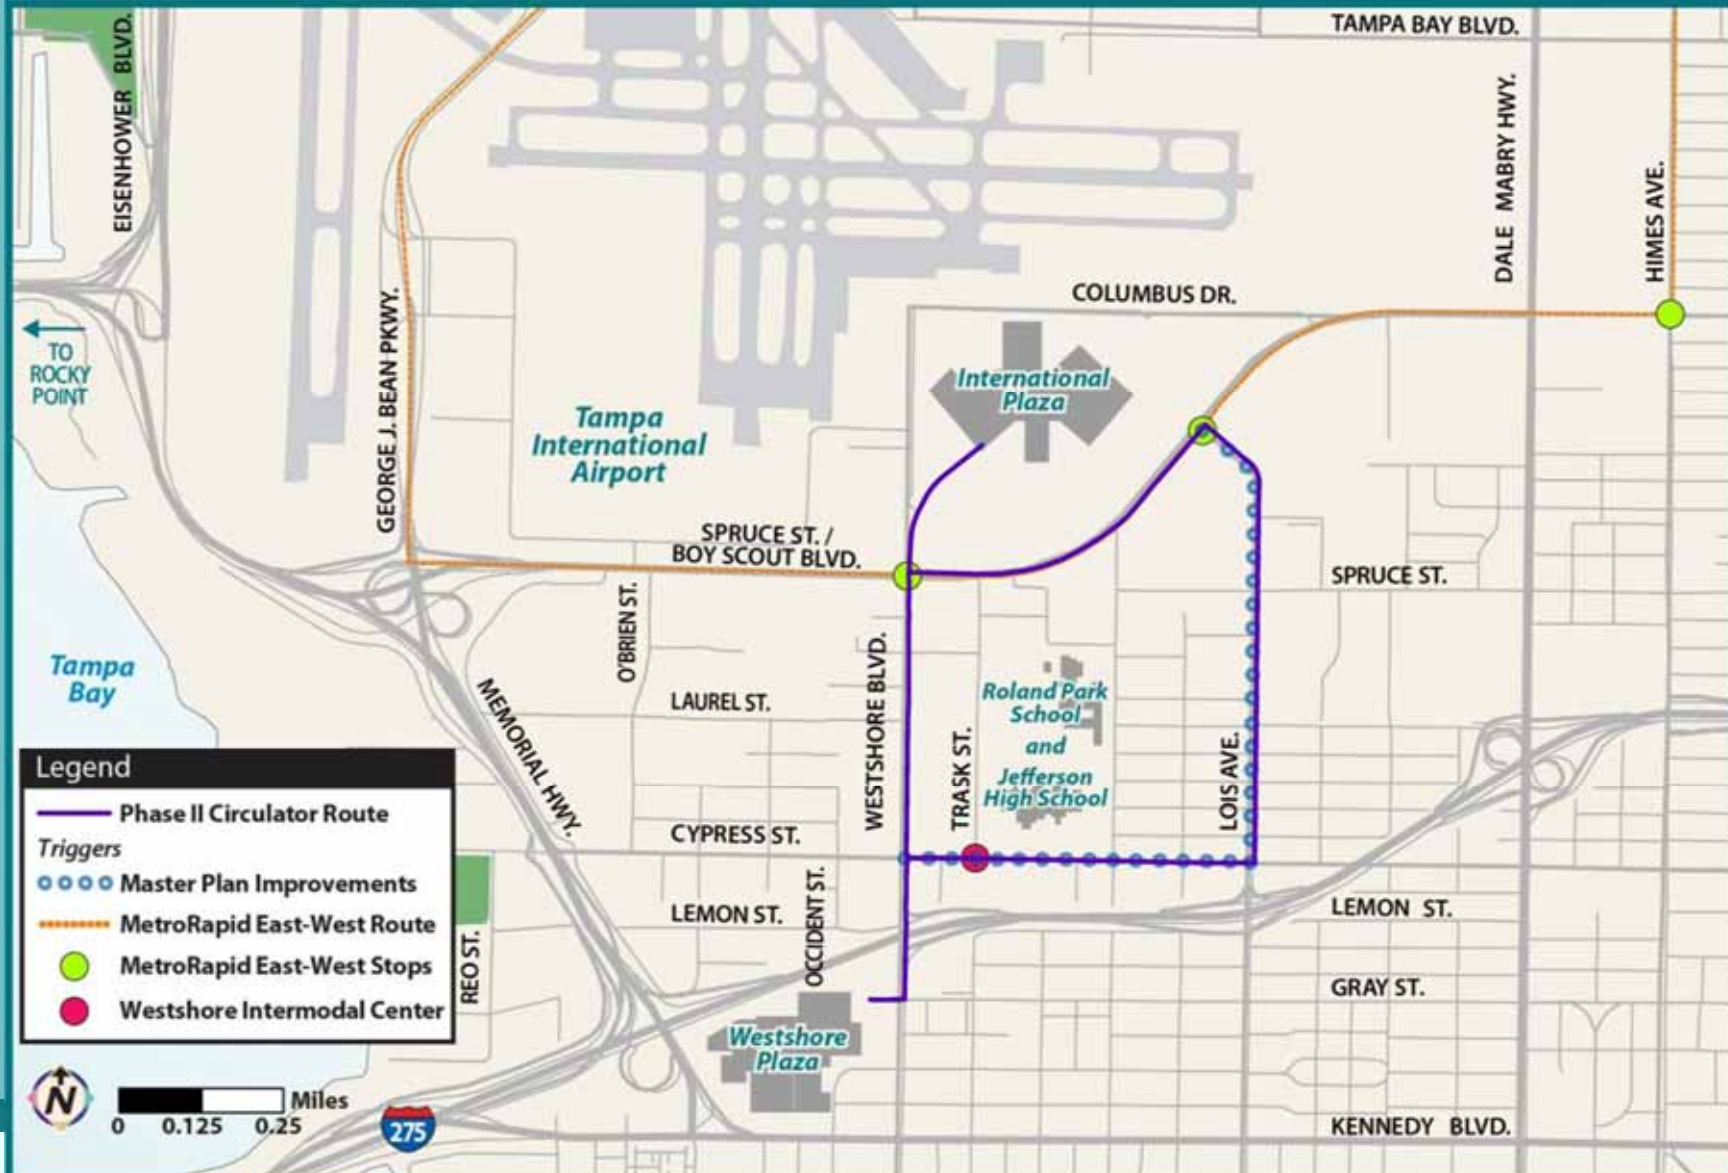 TAMPA BAY BLVD.
EISENHOWER BLVD.
DALE MABRY HWY.
HIMES AVE.
COLUMBUS DR.
TO
ROCKY
POINT
GEORGE J. BEAN PKWY.
International
Plaza
Tampa
International
Airport
SPRUCE ST. /
BOY SCOUT BLVD.
SPRUCE ST.
O'BRIEN ST.
Tampa
Bay
WESTSHORE BLVD.
LAUREL ST.
MEMORIAL HWY.
Roland Park
School
and
Jefferson
High School
TRASK ST.
LOIS AVE.
CYPRESS ST.
OCCIDENT ST.
LEMON ST.
LEMON ST.
REO ST.
GRAY ST.
Westshore
Plaza
KENNEDY BLVD.
Legend
Phase II Circulator Route
Triggers
Master Plan Improvements
MetroRapid East-West Route
MetroRapid East-West Stops
Westshore Intermodal Center
N
Miles
0 0.125 0.25
275